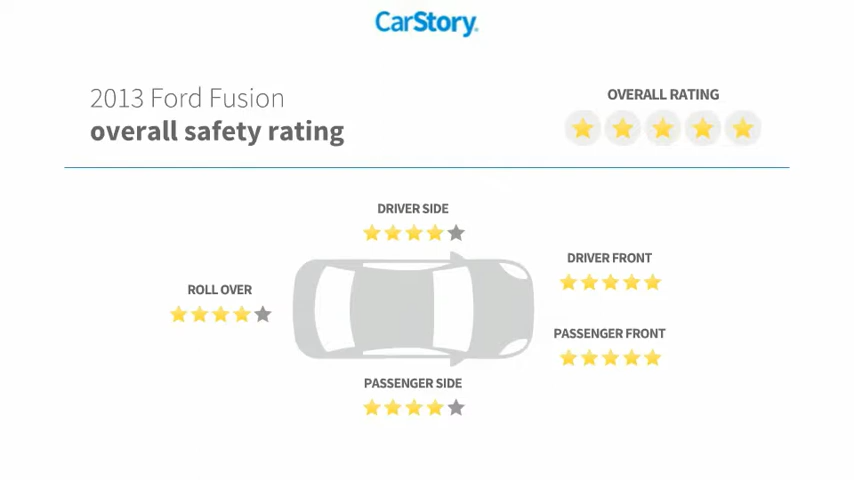 CarStory.
2013 Ford Fusion
overall safety rating
OVERALL RATING
DRIVER SIDE
DRIVER FRONT
ROLL OVER
PASSENGER FRONT
PASSENGER SIDE